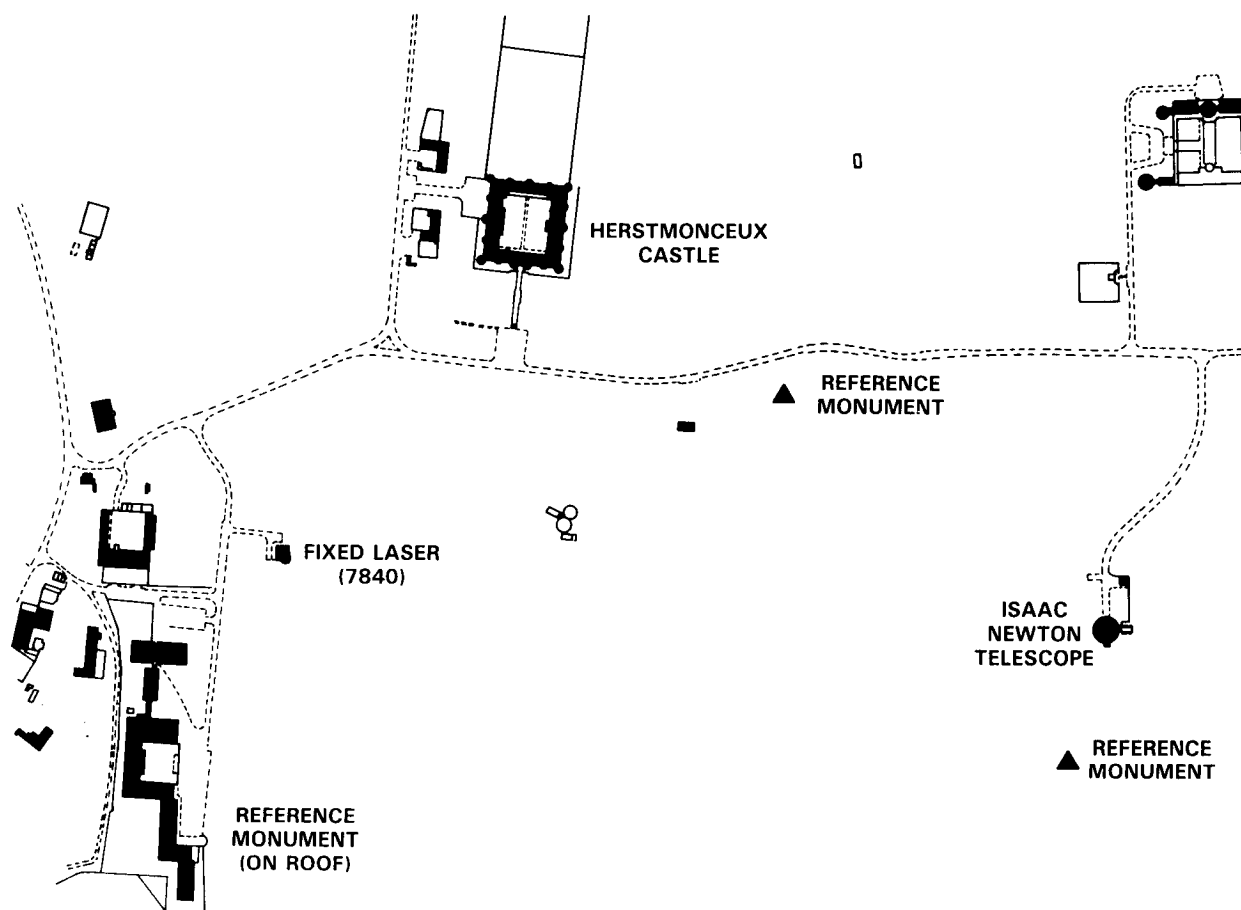 HERSTMONCEUX
CASTLE
REFERENCE
MONUMENT
FIXED LASER
(7840)
ISAAC
NEWTON
TELESCOPE
REFERENCE
MONUMENT
REFERENCE
MONUMENT
(ON ROOF)